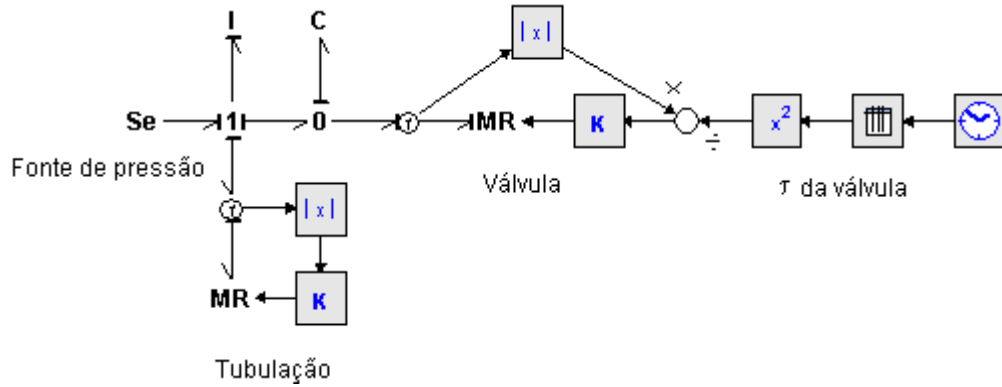 I
C
|x|
×
Se
1
0
f
MR
K
÷
x²
Fonte de pressão
Válvula
τ da válvula
f
|x|
MR
K
Tubulação